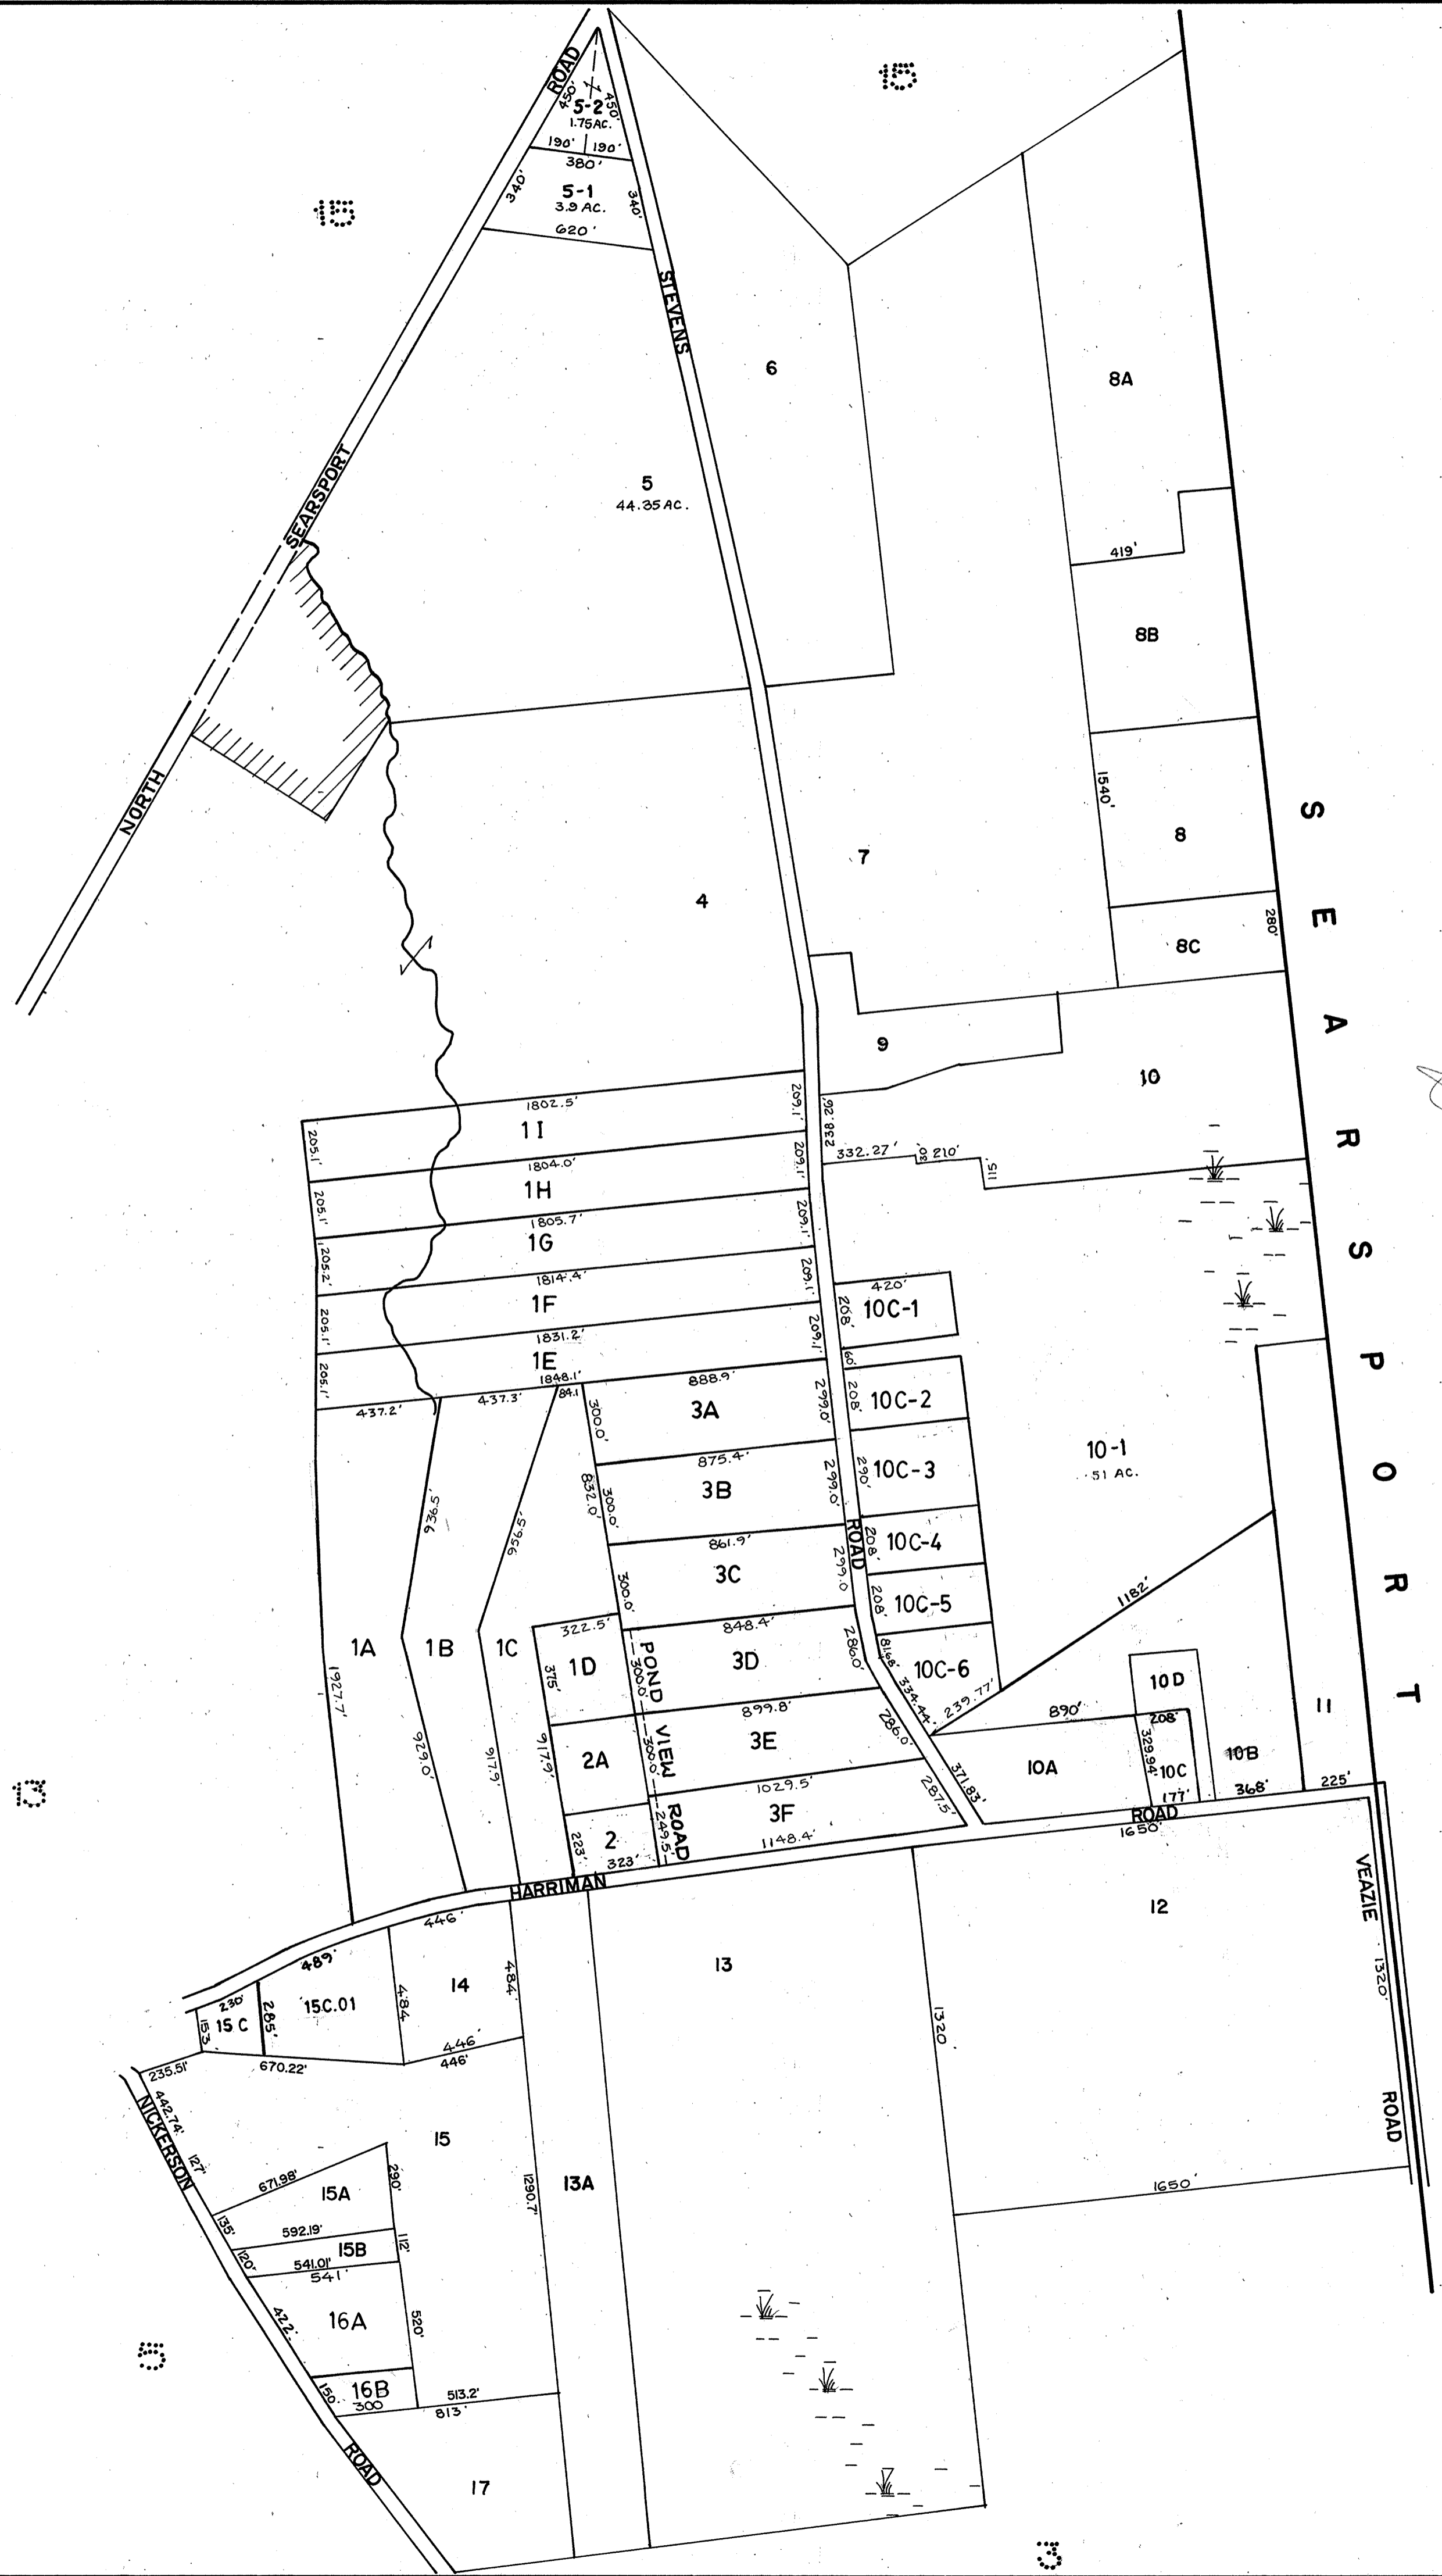 15
15
ROAD
450'
450'
5-2
1.75 AC.
190'
190'
380'
340'
5-1
3.9 AC.
340'
620'
STEVENS
6
8A
SEARSPORT
5
44.35 AC.
419'
8B
NORTH
1540'
8
7
4
280'
8C
SEARSPORT
9
10
1802.5'
209.1'
238.26'
1I
205.1'
332.27'
30'
210'
115'
1804.0'
209.1'
1H
205.1'
1805.7'
209.1'
1G
205.2'
1814.4'
209.1'
420'
1F
208'
10C-1
205.1'
1831.2'
209.1'
60'
1E
205.1'
1848.1'
437.2'
437.3'
84.1
888.9'
300.0'
3A
299.0'
208'
10C-2
10-1
51 AC.
875.4'
832.0'
300.0'
3B
299.0'
290'
10C-3
936.5'
956.5'
861.9'
ROAD
208'
10C-4
3C
299.0
300.0'
208'
10C-5
1182'
322.5'
848.4'
286.0'
81.68'
1A
1B
1C
1D
375'
POND VIEW ROAD
300.0'
3D
10C-6
334.44'
239.77'
10D
1927.7'
899.8'
286.0'
890'
208'
11
929.0'
917.9'
917.9'
2A
300.0'
3E
371.83'
10A
329.94'
10C
10B
1029.5'
287.5'
177'
368'
225'
3F
223'
2
249.5'
323'
1148.4'
ROAD
1650'
13
HARRIMAN
VEAZIE
446'
12
489'
13
14
484'
484
1320'
1320'
230'
15C.01
15C
153'
285'
446'
446'
235.51'
670.22'
ROAD
442.74'
NICKERSON
127'
15
671.98'
290'
15A
13A
1290.7'
1650'
135'
592.19'
112'
15B
120'
541.01'
541'
422'
16A
520'
5
150'
16B
300
513.2'
813'
ROAD
17
3